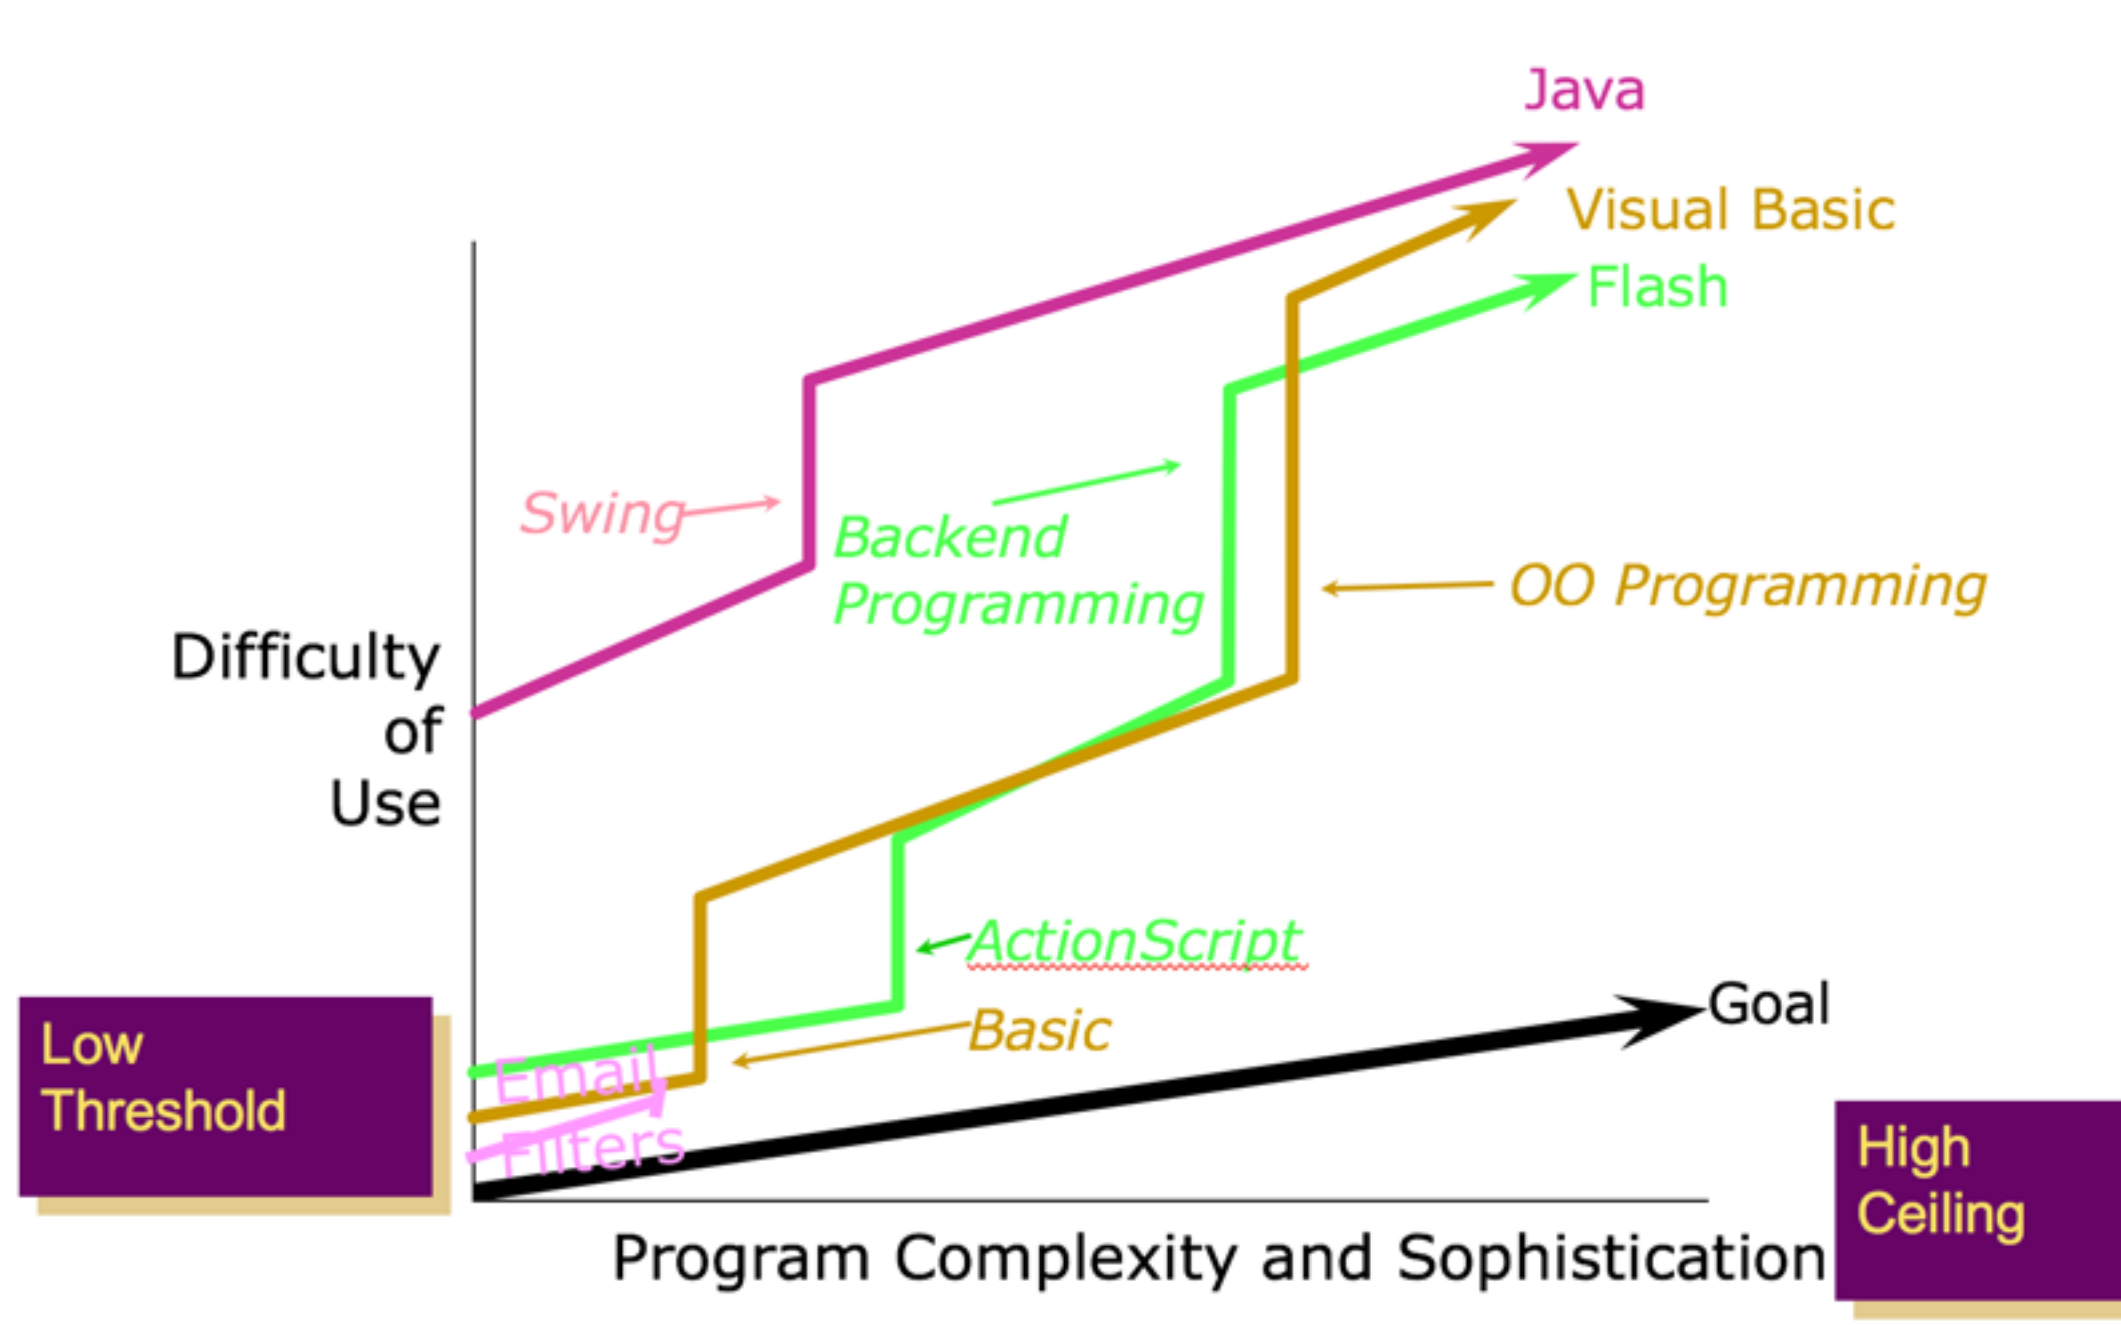 Java
Visual Basic
Flash
Swing
Backend
Programming
OO Programming
Difficulty
of
Use
ActionScript
Basic
Goal
Low
Threshold
Email
Filters
High
Ceiling
Program Complexity and Sophistication